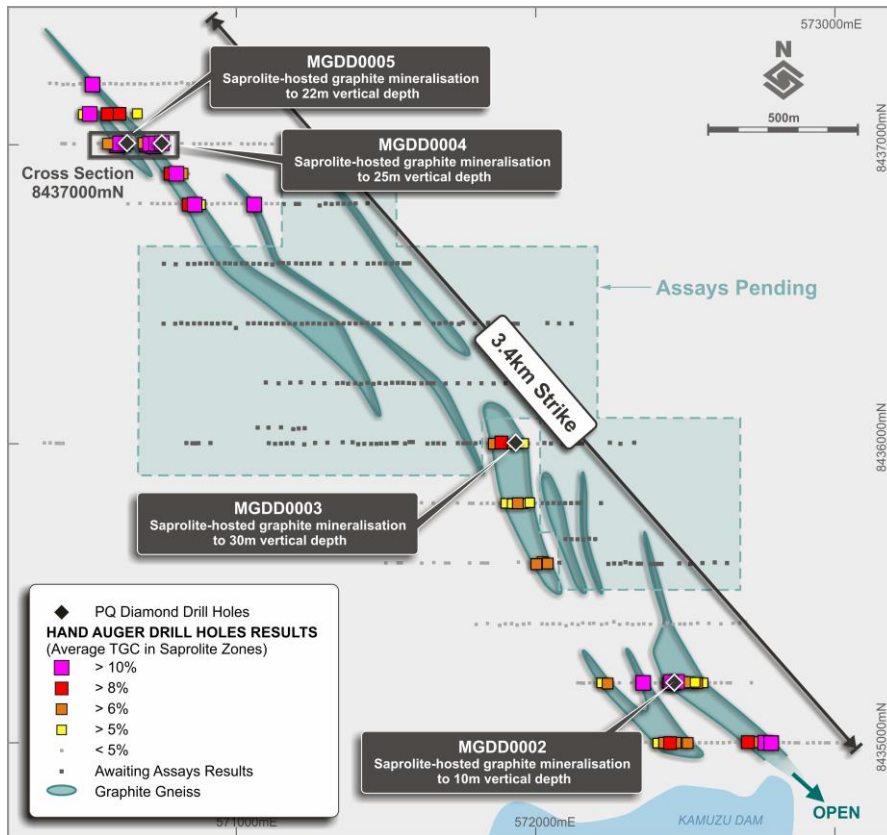 573000mE
MGDD0005
Saprolite-hosted graphite mineralisation
to 22m vertical depth
N
500m
MGDD0004
Saprolite-hosted graphite mineralisation
to 25m vertical depth
8437000mN
Cross Section
8437000mN
Assays Pending
3.4km Strike
8436000mN
MGDD0003
Saprolite-hosted graphite mineralisation
to 30m vertical depth
PQ Diamond Drill Holes
HAND AUGER DRILL HOLES RESULTS
(Average TGC in Saprolite Zones)
> 10%
> 8%
> 6%
> 5%
< 5%
Awaiting Assays Results
Graphite Gneiss
MGDD0002
Saprolite-hosted graphite mineralisation
to 10m vertical depth
8435000mN
OPEN
KAMUZU DAM
571000mE
572000mE